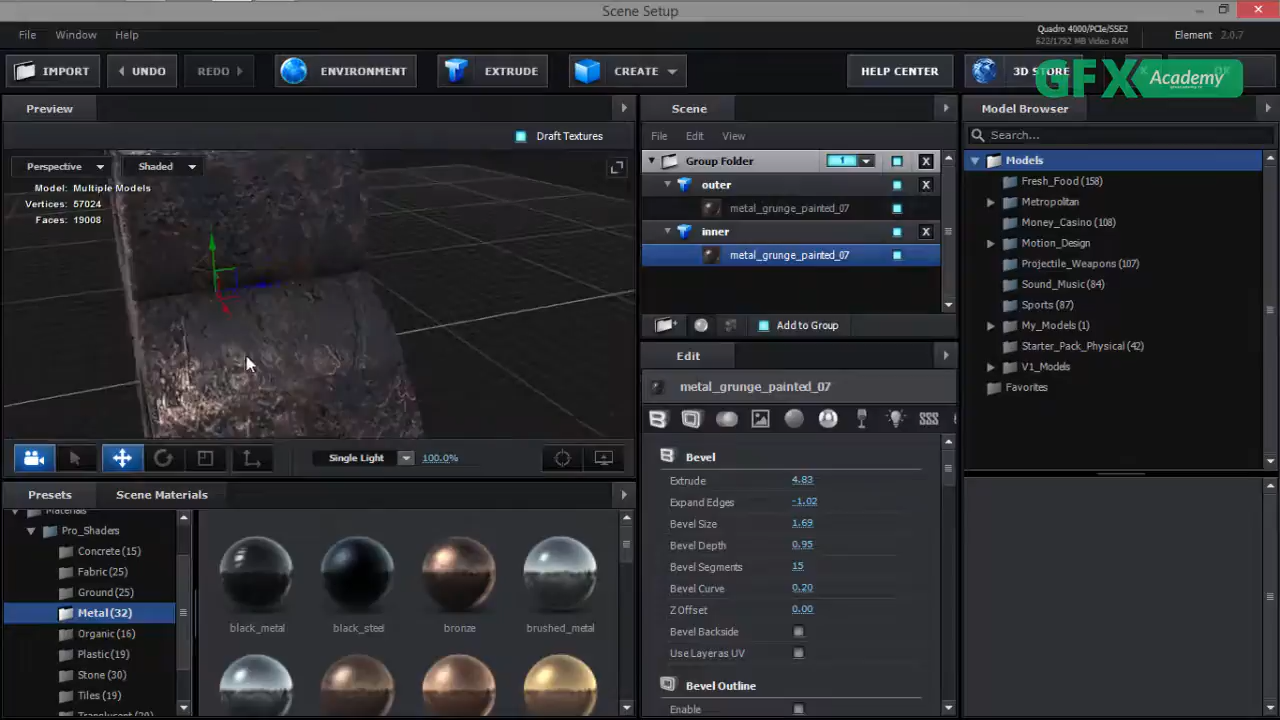 Scene Setup
File Window Help
Quadro 4000/PCIe/SSE2
622/1792 MB Video RAM
Element 2.0.7
IMPORT UNDO REDO ENVIRONMENT EXTRUDE CREATE HELP CENTER 3D STORE
GFX Academy
Preview
Draft Textures
Perspective Shaded
Model: Multiple Models
Vertices: 57024
Faces: 19008
Single Light 100.0%
Scene
File Edit View
Group Folder 1 X
outer X
metal_grunge_painted_07
inner X
metal_grunge_painted_07
Add to Group
Edit
metal_grunge_painted_07
Bevel
Extrude 4.83
Expand Edges -1.02
Bevel Size 1.69
Bevel Depth 0.95
Bevel Segments 15
Bevel Curve 0.20
Z Offset 0.00
Bevel Backside
Use Layer as UV
Bevel Outline
Enable
Model Browser
Search...
Models
Fresh_Food (158)
Metropolitan
Money_Casino (108)
Motion_Design
Projectile_Weapons (107)
Sound_Music (84)
Sports (87)
My_Models (1)
Starter_Pack_Physical (42)
V1_Models
Favorites
Presets Scene Materials
Materials
Pro_Shaders
Concrete (15)
Fabric (25)
Ground (25)
Metal (32)
Organic (16)
Plastic (19)
Stone (30)
Tiles (19)
black_metal black_steel bronze brushed_metal